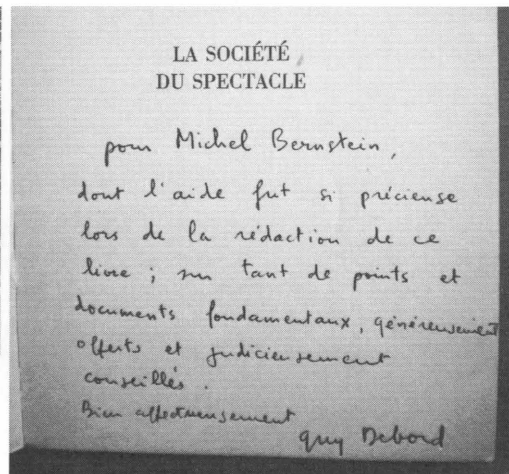 LA SOCIÉTÉ
DU SPECTACLE
pour Michel Bernstein,
dont l'aide fut si précieuse
lors de la rédaction de ce
livre ; sur tant de points et
documents fondamentaux, généreusement
offerts et judicieusement
conseillés.
Bien affectueusement
Guy Debord